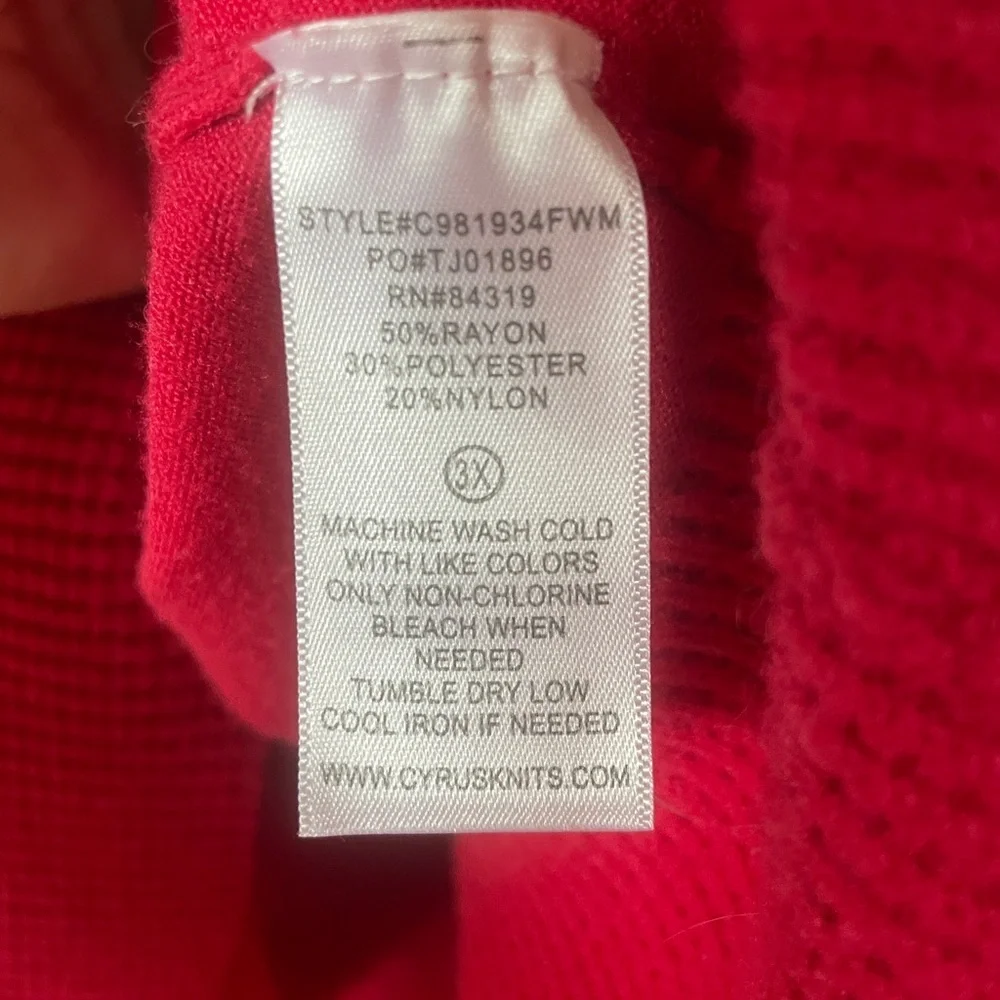 STYLE#C981934FWM
PO#TJ01896
RN#84319
50%RAYON
30%POLYESTER
20%NYLON
3X
MACHINE WASH COLD
WITH LIKE COLORS
ONLY NON-CHLORINE
BLEACH WHEN
NEEDED
TUMBLE DRY LOW
COOL IRON IF NEEDED
WWW.CYRUSKNITS.COM